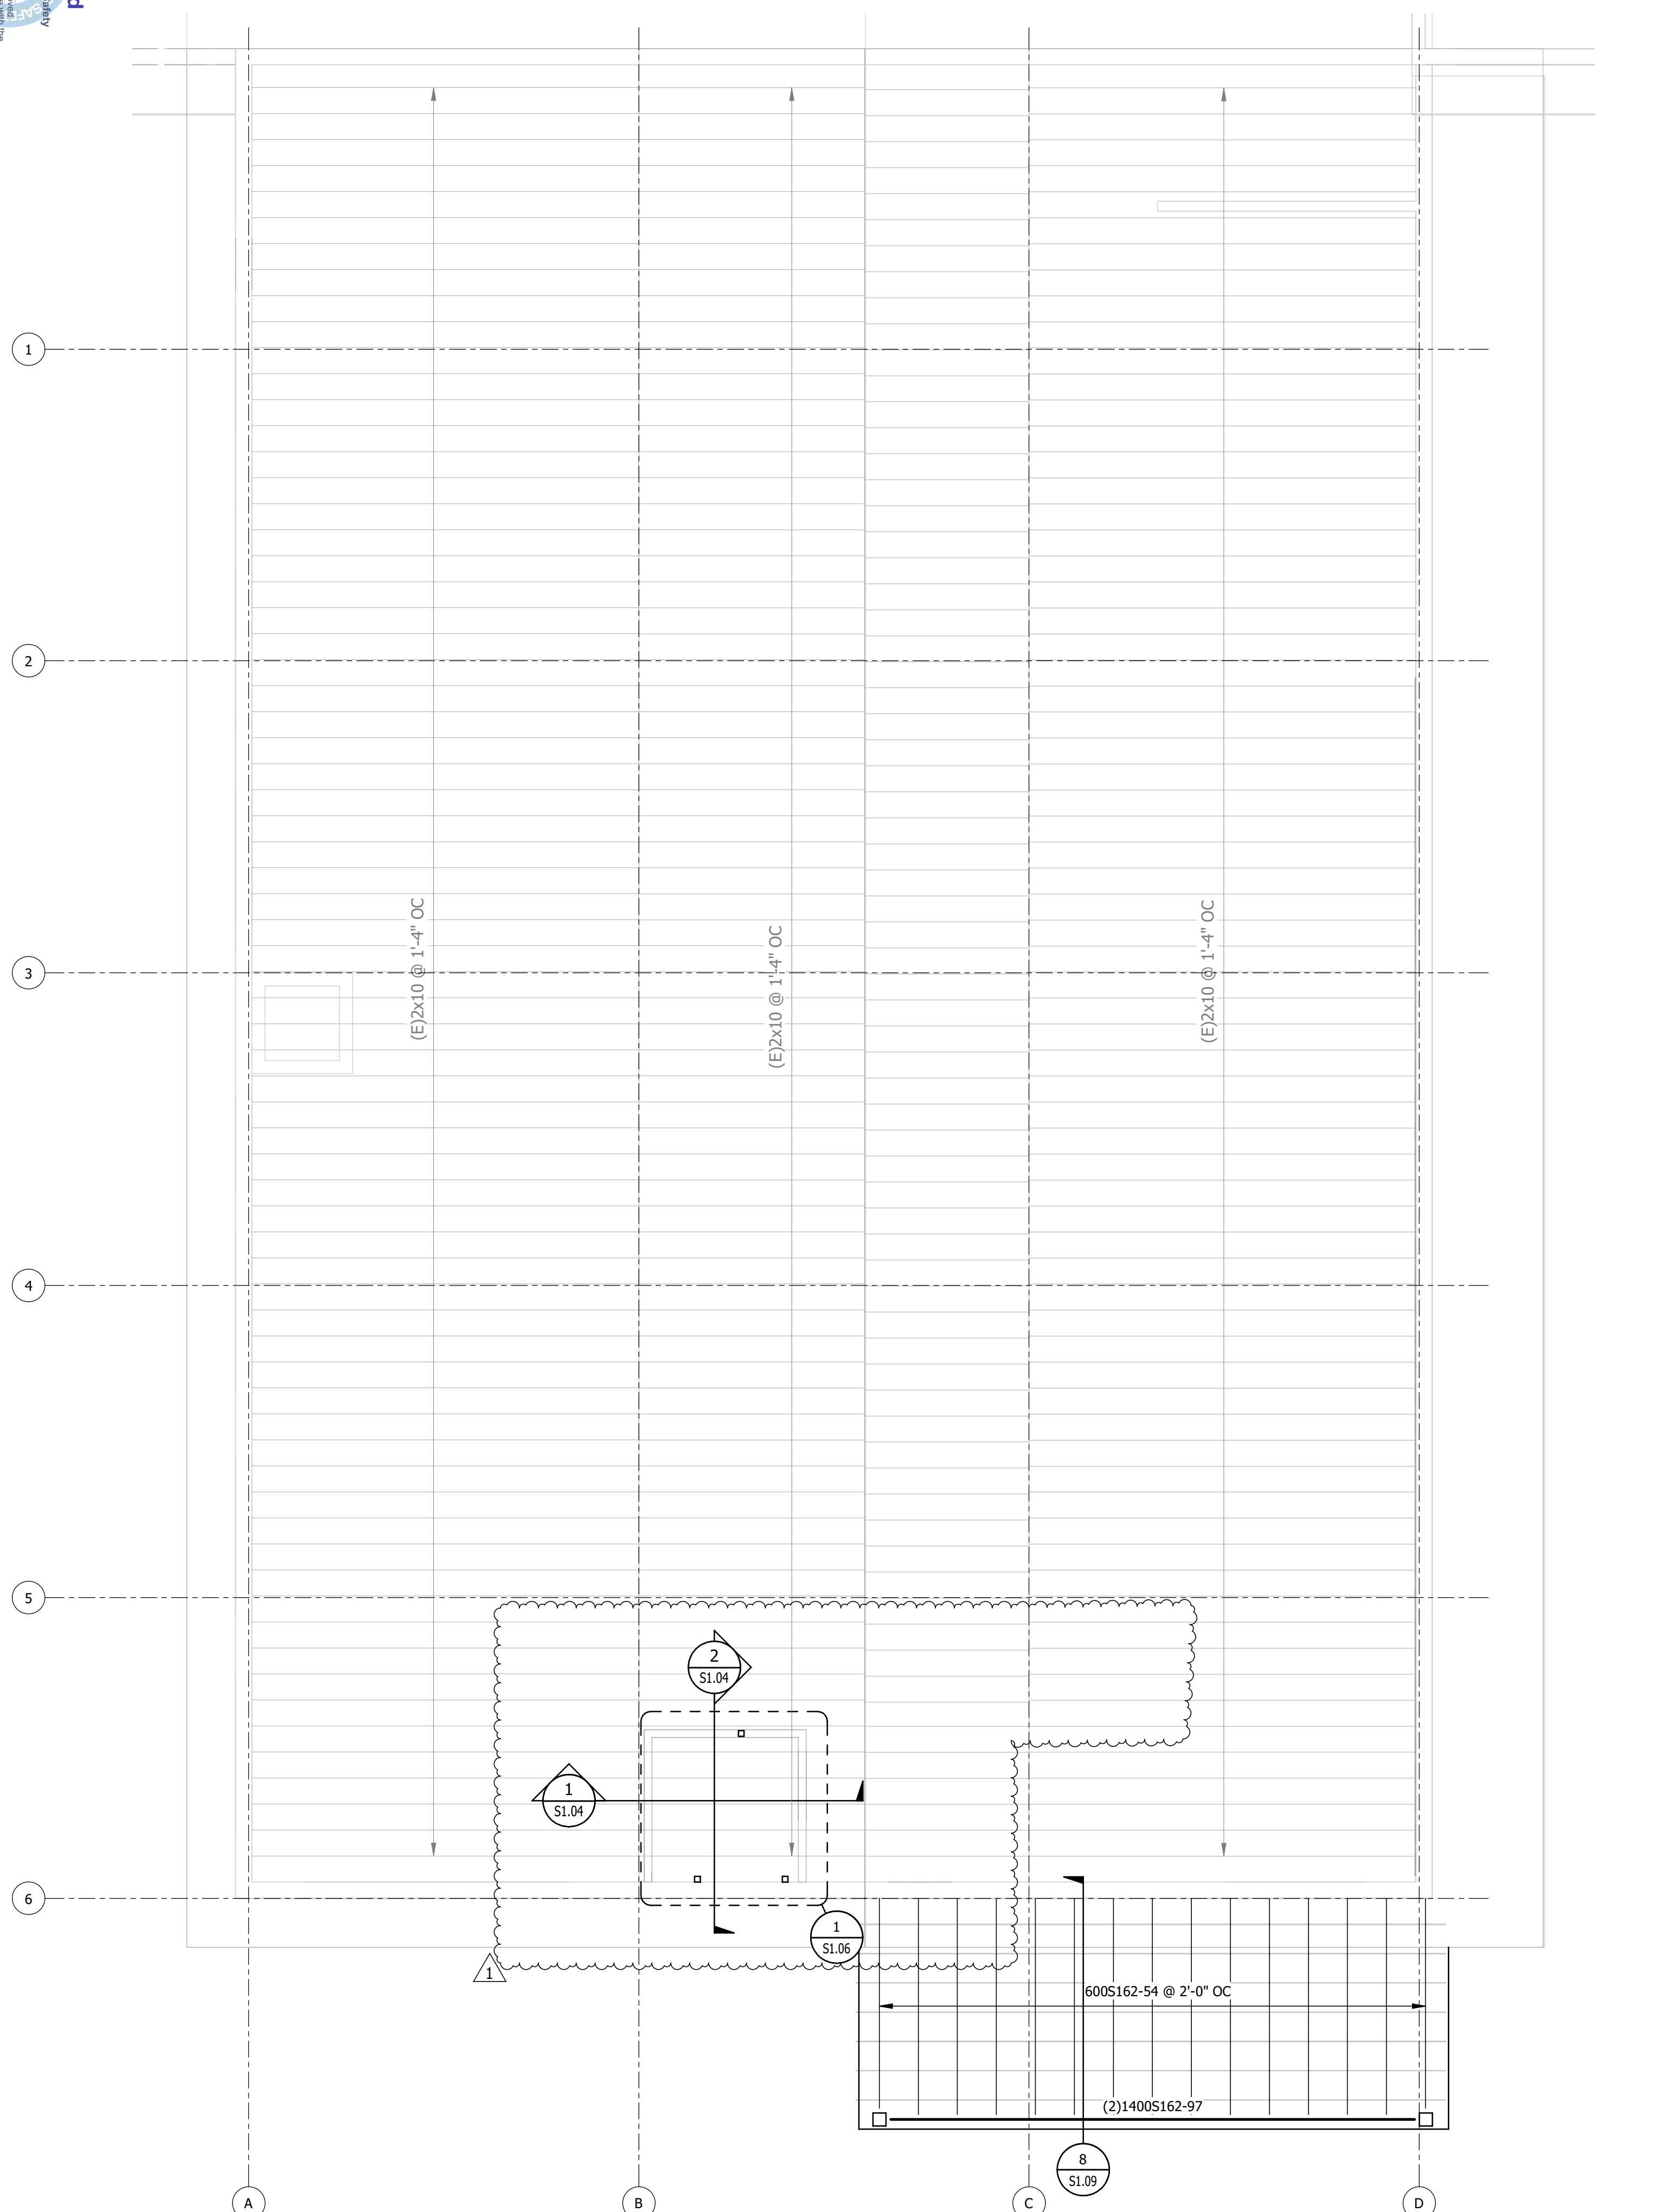 d
Safety
SAFE
1
2
3
4
5
6
(E)2x10 @ 1'-4" OC
(E)2x10 @ 1'-4" OC
(E)2x10 @ 1'-4" OC
2
S1.04
1
S1.04
1
S1.06
1
600S162-54 @ 2'-0" OC
(2)1400S162-97
8
S1.09
A
B
C
D